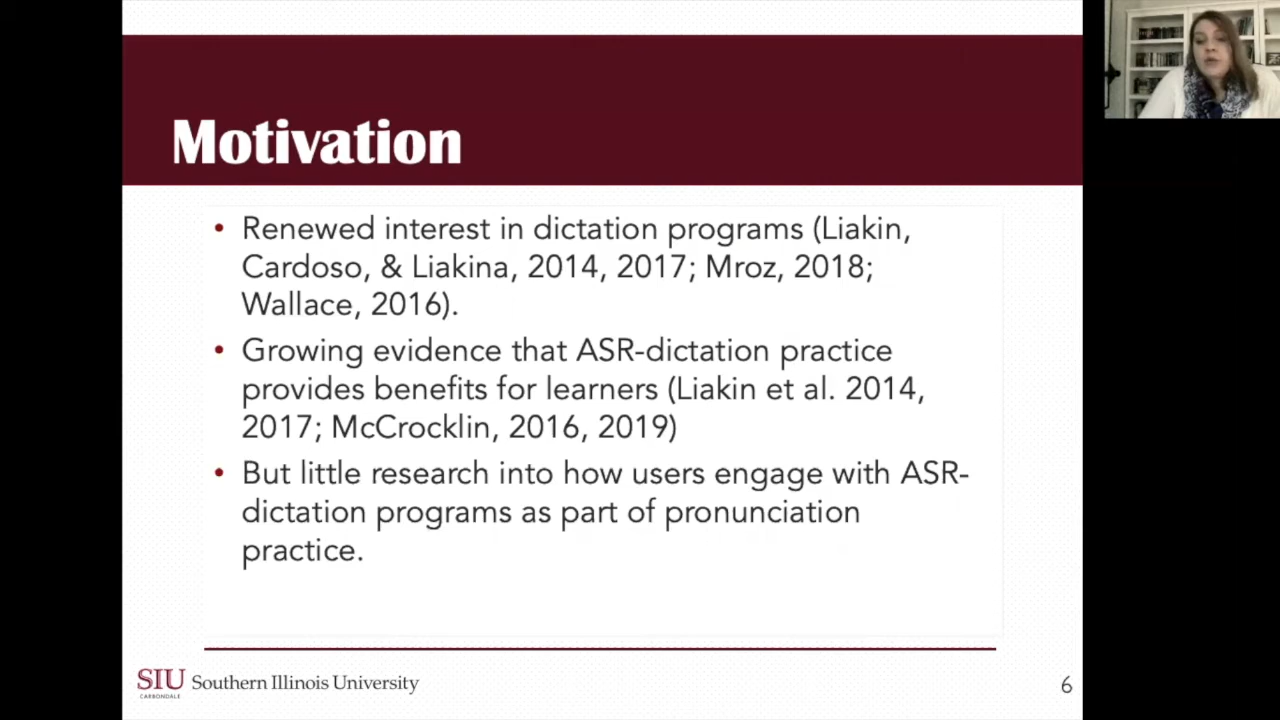 Motivation
• Renewed interest in dictation programs (Liakin,
Cardoso, & Liakina, 2014, 2017; Mroz, 2018;
Wallace, 2016).
• Growing evidence that ASR-dictation practice
provides benefits for learners (Liakin et al. 2014,
2017; McCrocklin, 2016, 2019)
• But little research into how users engage with ASR-
dictation programs as part of pronunciation
practice.
SIU Southern Illinois University
CARBONDALE
6